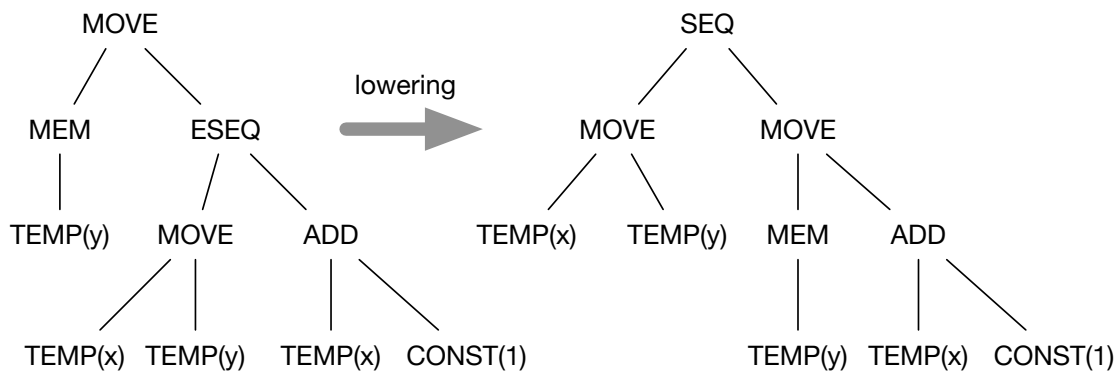 MOVE SEQ
lowering
MEM ESEQ MOVE MOVE
TEMP(y) MOVE ADD TEMP(x) TEMP(y) MEM ADD
TEMP(x) TEMP(y) TEMP(x) CONST(1) TEMP(y) TEMP(x) CONST(1)